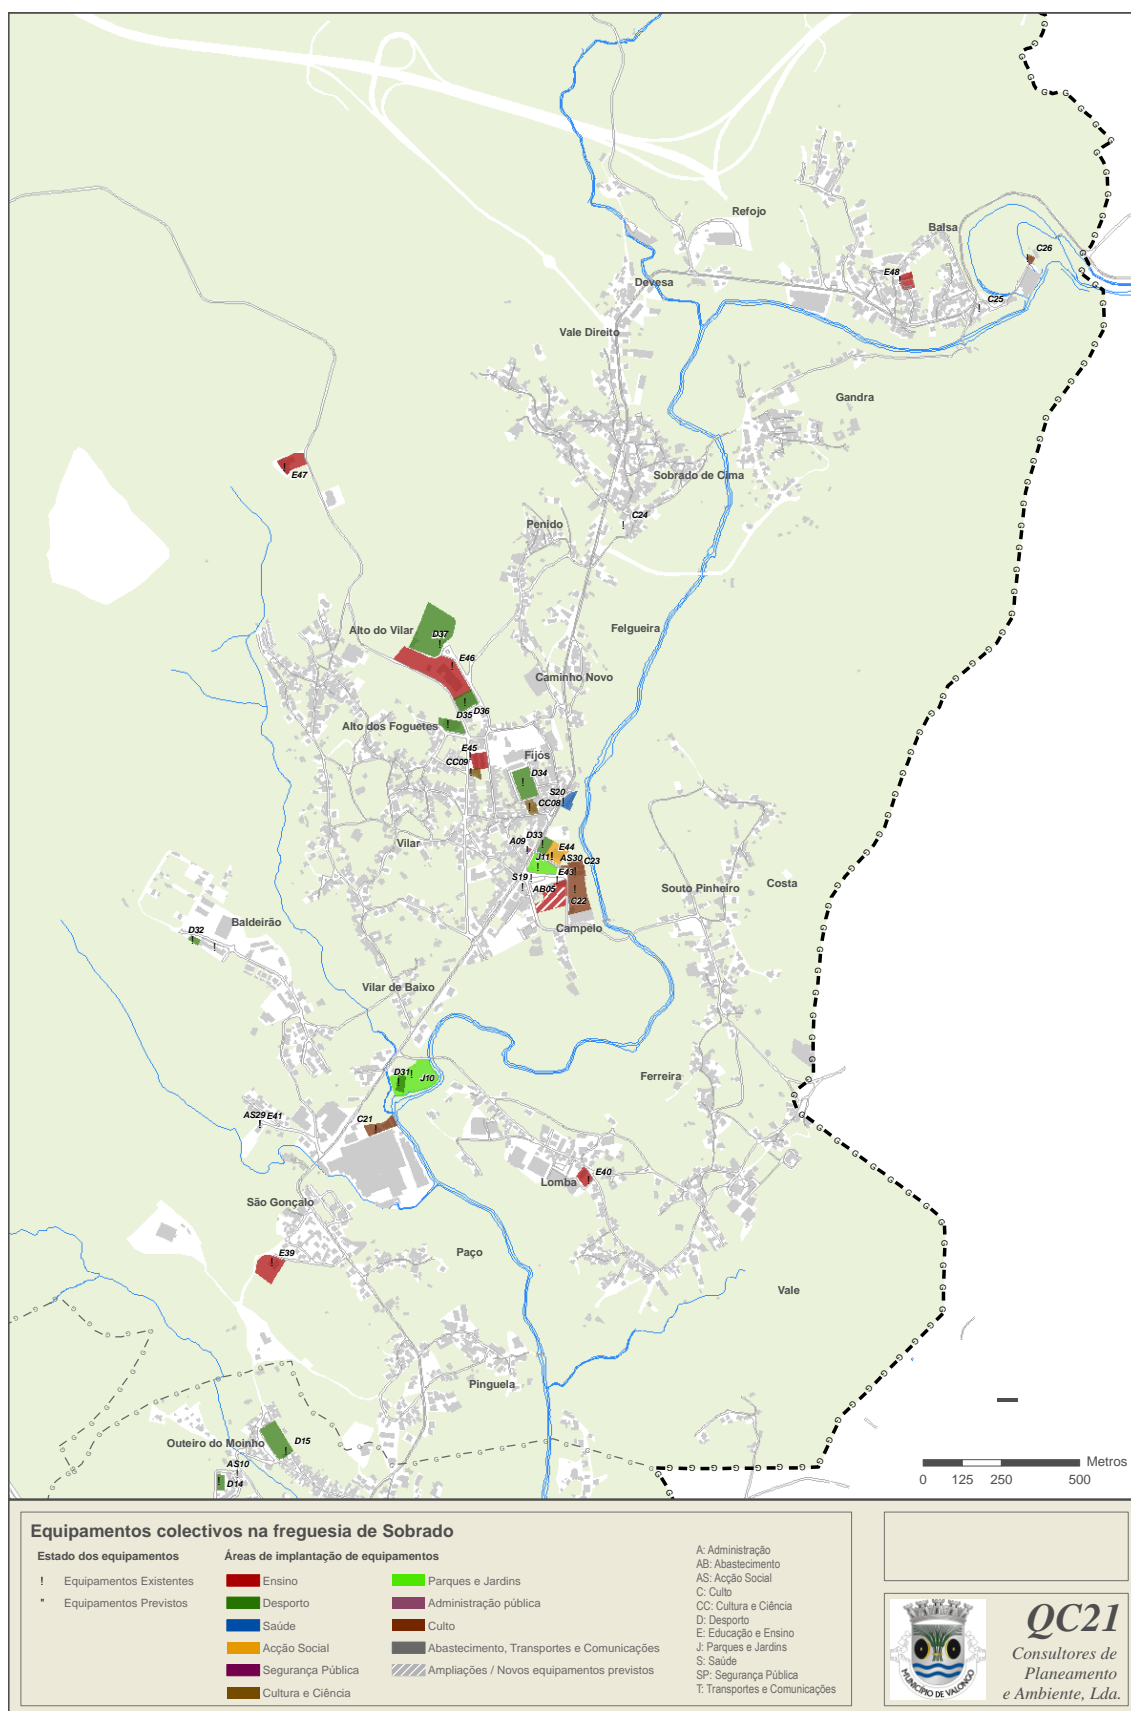 Refojo
Balsa
C26
E48
C25
Devesa
Vale Direito
Gandra
E47
Sobrado de Cima
C24
Penido
Alto do Vilar
D37
Felgueira
E46
Caminho Novo
D36
D35
Alto dos Foguetes
E45
CC09
Fijós
D34
S20
CC08
D33
A09
Vilar
E44
J11
AS30
C23
S19
E43
AB05
Souto Pinheiro
Costa
C22
Baldeirão
D32
Campelo
Vilar de Baixo
D31
J10
Ferreira
AS29
E41
C21
E40
Lomba
São Gonçalo
E39
Paço
Vale
Pinguela
Outeiro do Moinho
D15
AS10
D14
Metros
0 125 250 500
Equipamentos colectivos na freguesia de Sobrado
Estado dos equipamentos
! Equipamentos Existentes
" Equipamentos Previstos
Áreas de implantação de equipamentos
Ensino
Desporto
Saúde
Acção Social
Segurança Pública
Cultura e Ciência
Parques e Jardins
Administração pública
Culto
Abastecimento, Transportes e Comunicações
Ampliações / Novos equipamentos previstos
A: Administração
AB: Abastecimento
AS: Acção Social
C: Culto
CC: Cultura e Ciência
D: Desporto
E: Educação e Ensino
J: Parques e Jardins
S: Saúde
SP: Segurança Pública
T: Transportes e Comunicações
MUNICÍPIO DE VALONGO
QC21
Consultores de
Planeamento
e Ambiente, Lda.